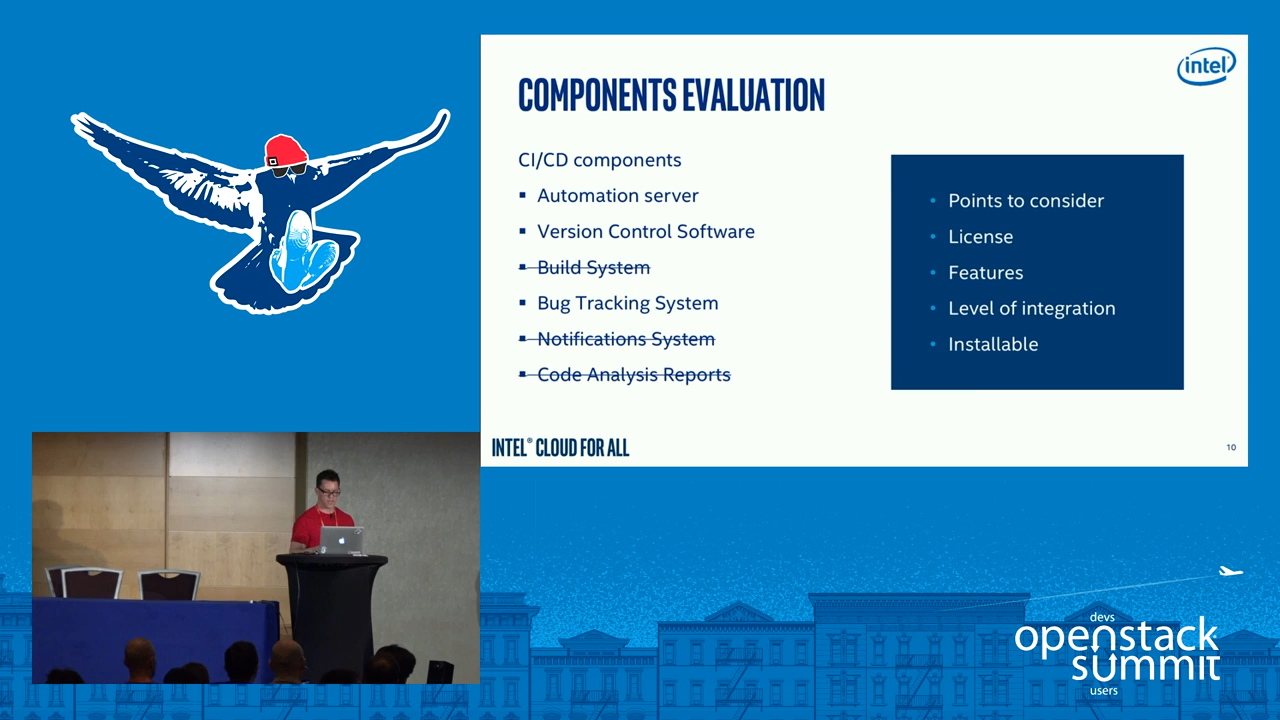 COMPONENTS EVALUATION
intel
CI/CD components
Automation server
Version Control Software
Build System
Bug Tracking System
Notifications System
Code Analysis Reports
Points to consider
License
Features
Level of integration
Installable
INTEL® CLOUD FOR ALL
10
devs
openstack
summit
users